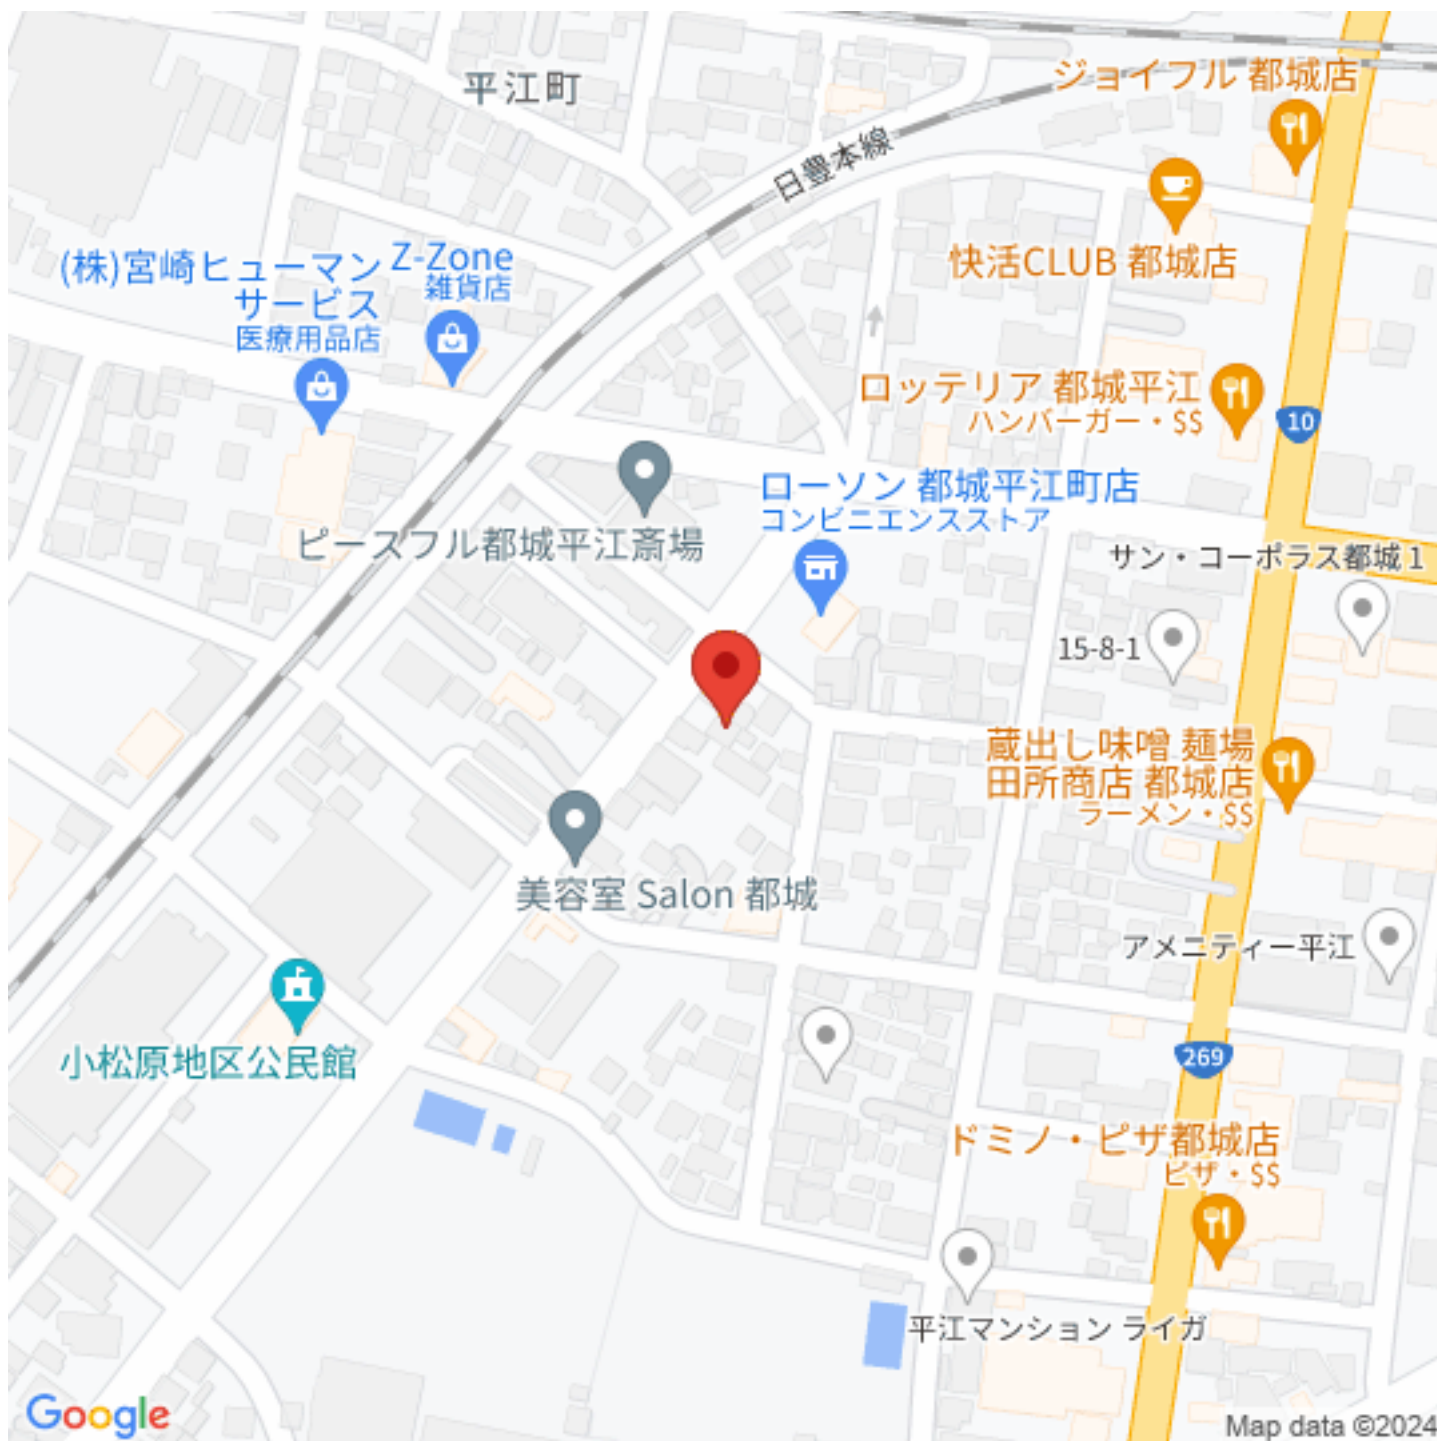 平江町
ジョイフル 都城店
日豊本線
快活CLUB 都城店
(株)宮崎ヒューマン
サービス
医療用品店
Z-Zone
雑貨店
ロッテリア 都城平江
ハンバーガー・$$
10
ローソン 都城平江町店
コンビニエンスストア
ピースフル都城平江斎場
サン・コーポラス都城 1
15-8-1
蔵出し味噌 麺場
田所商店 都城店
ラーメン・$$
美容室 Salon 都城
アメニティー平江
小松原地区公民館
269
ドミノ・ピザ都城店
ピザ・$$
平江マンション ライガ
Google
Map data ©2024